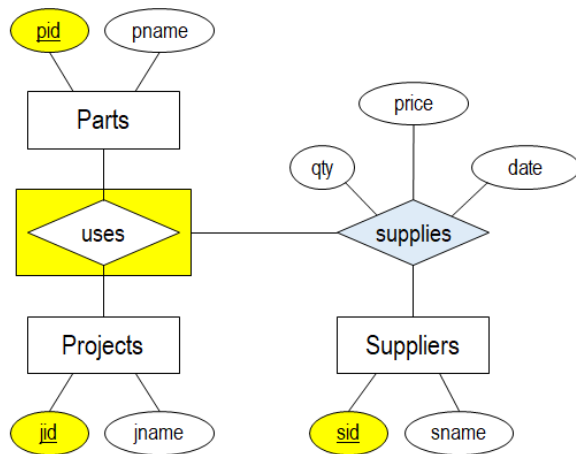 pid
pname
Parts
price
qty
date
uses
supplies
Projects
Suppliers
jid
jname
sid
sname